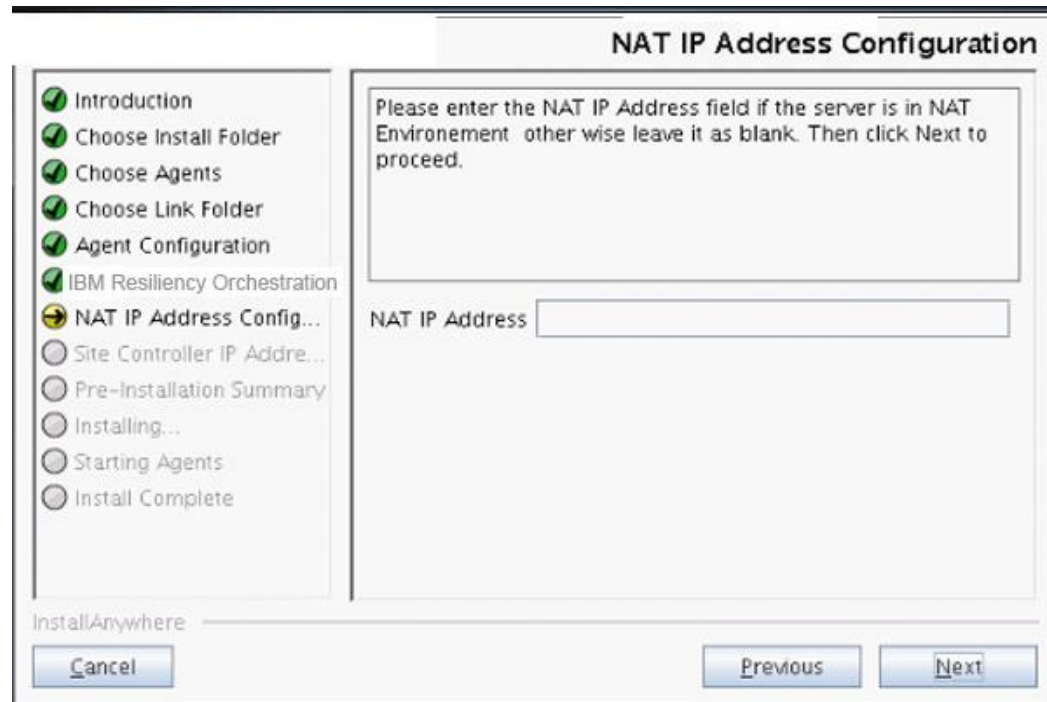 NAT IP Address Configuration
Introduction
Choose Install Folder
Choose Agents
Choose Link Folder
Agent Configuration
IBM Resiliency Orchestration
NAT IP Address Config...
Site Controller IP Addre...
Pre-Installation Summary
Installing...
Starting Agents
Install Complete
Please enter the NAT IP Address field if the server is in NAT
Environement other wise leave it as blank. Then click Next to
proceed.
NAT IP Address
InstallAnywhere
Cancel
Previous
Next